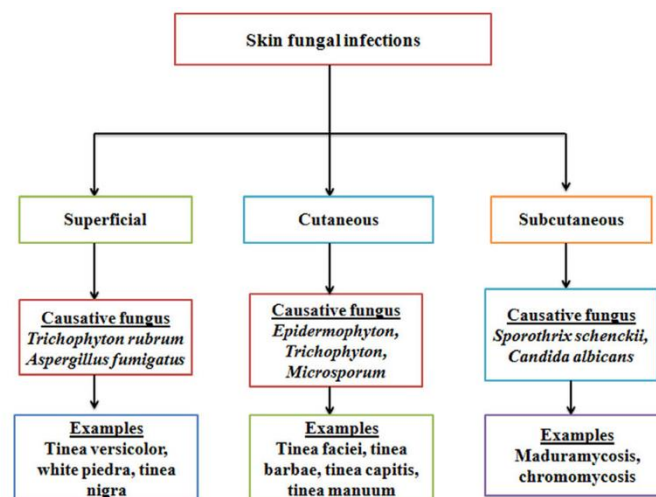 Skin fungal infections
Superficial
Cutaneous
Subcutaneous
Causative fungus
Trichophyton rubrum
Aspergillus fumigatus
Causative fungus
Epidermophyton,
Trichophyton,
Microsporum
Causative fungus
Sporothrix schenckii,
Candida albicans
Examples
Tinea versicolor,
white piedra, tinea
nigra
Examples
Tinea faciei, tinea
barbae, tinea capitis,
tinea manuum
Examples
Maduramycosis,
chromomycosis